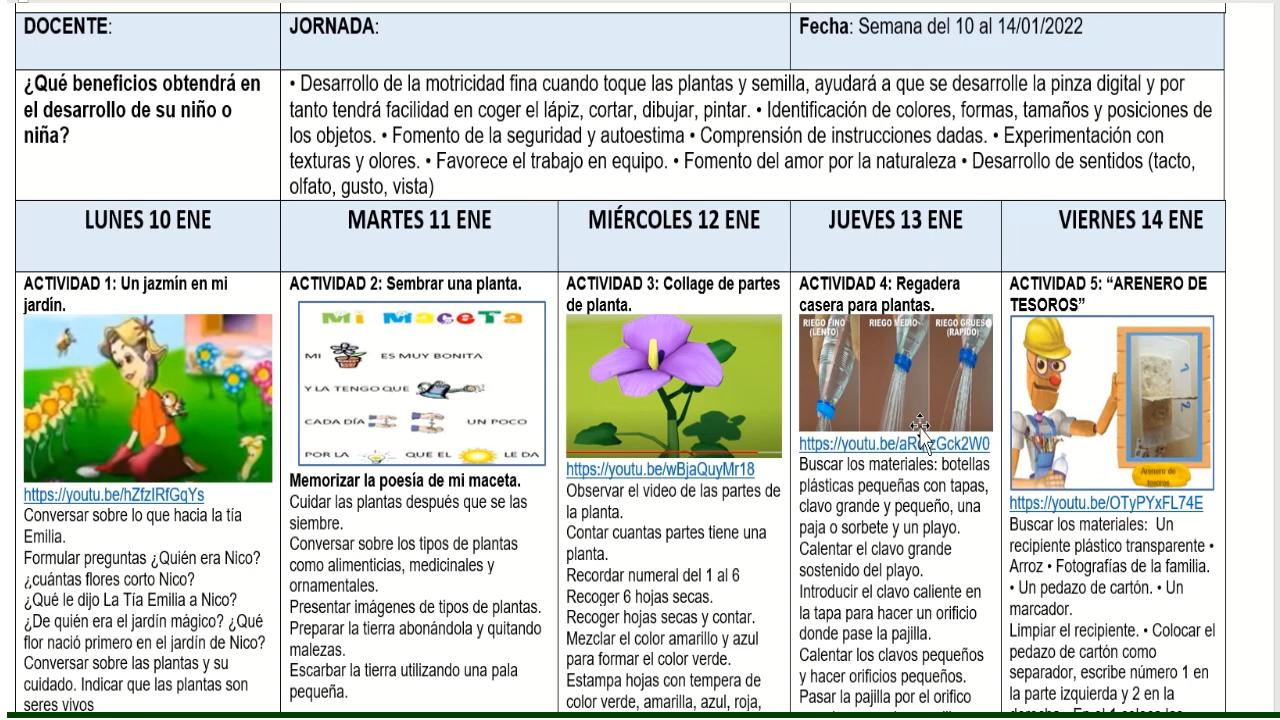 DOCENTE:
JORNADA:
Fecha: Semana del 10 al 14/01/2022
¿Qué beneficios obtendrá en
el desarrollo de su niño o
niña?
• Desarrollo de la motricidad fina cuando toque las plantas y semilla, ayudará a que se desarrolle la pinza digital y por
tanto tendrá facilidad en coger el lápiz, cortar, dibujar, pintar. • Identificación de colores, formas, tamaños y posiciones de
los objetos. • Fomento de la seguridad y autoestima • Comprensión de instrucciones dadas. • Experimentación con
texturas y olores. • Favorece el trabajo en equipo. • Fomento del amor por la naturaleza • Desarrollo de sentidos (tacto,
olfato, gusto, vista)
LUNES 10 ENE
MARTES 11 ENE
MIÉRCOLES 12 ENE
JUEVES 13 ENE
VIERNES 14 ENE
ACTIVIDAD 1: Un jazmín en mi
jardín.
https://youtu.be/hZfzIRfGqYs
Conversar sobre lo que hacia la tía
Emilia.
Formular preguntas ¿Quién era Nico?
¿cuántas flores corto Nico?
¿Qué le dijo La Tía Emilia a Nico?
¿De quién era el jardín mágico? ¿Qué
flor nació primero en el jardín de Nico?
Conversar sobre las plantas y su
cuidado. Indicar que las plantas son
seres vivos
ACTIVIDAD 2: Sembrar una planta.
Mi Maceta
MI ES MUY BONITA
Y LA TENGO QUE
CADA DÍA UN POCO
POR LA QUE EL LE DA
Memorizar la poesía de mi maceta.
Cuidar las plantas después que se las
siembre.
Conversar sobre los tipos de plantas
como alimenticias, medicinales y
ornamentales.
Presentar imágenes de tipos de plantas.
Preparar la tierra abonándola y quitando
malezas.
Escarbar la tierra utilizando una pala
pequeña.
ACTIVIDAD 3: Collage de partes
de planta.
https://youtu.be/wBjaQuyMr18
Observar el video de las partes de
la planta.
Contar cuantas partes tiene una
planta.
Recordar numeral del 1 al 6
Recoger 6 hojas secas.
Recoger hojas secas y contar.
Mezclar el color amarillo y azul
para formar el color verde.
Estampa hojas con tempera de
color verde, amarilla, azul, roja,
ACTIVIDAD 4: Regadera
casera para plantas.
RIEGO FINO
(LENTO)
RIEGO MEDIO
RIEGO GRUESO
(RAPIDO)
Buscar los materiales: botellas
plásticas pequeñas con tapas,
clavo grande y pequeño, una
paja o sorbete y un playo.
Calentar el clavo grande
sostenido del playo.
Introducir el clavo caliente en
la tapa para hacer un orificio
donde pase la pajilla.
Calentar los clavos pequeños
y hacer orificios pequeños.
Pasar la pajilla por el orifico
ACTIVIDAD 5: “ARENERO DE
TESOROS”
1
2
Arenero de
tesoros
https://youtu.be/OTyPYxFL74E
Buscar los materiales: Un
recipiente plástico transparente •
Arroz • Fotografías de la familia.
• Un pedazo de cartón. • Un
marcador.
Limpiar el recipiente. • Colocar el
pedazo de cartón como
separador, escribe número 1 en
la parte izquierda y 2 en la